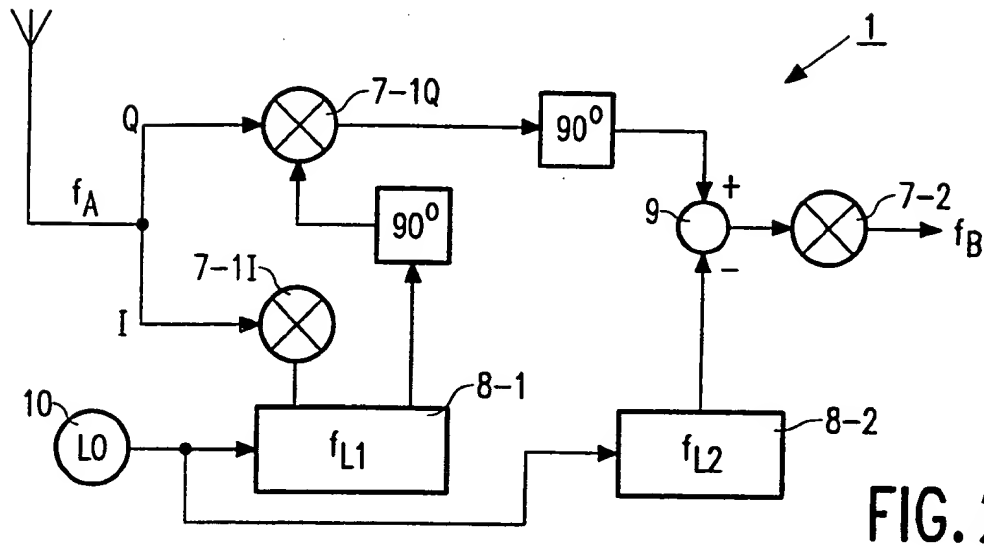 1
7-1Q
Q
90°
90°
+
9
7-2
f_A
f_B
-
7-1I
I
10
LO
8-1
f_L1
8-2
f_L2
FIG.